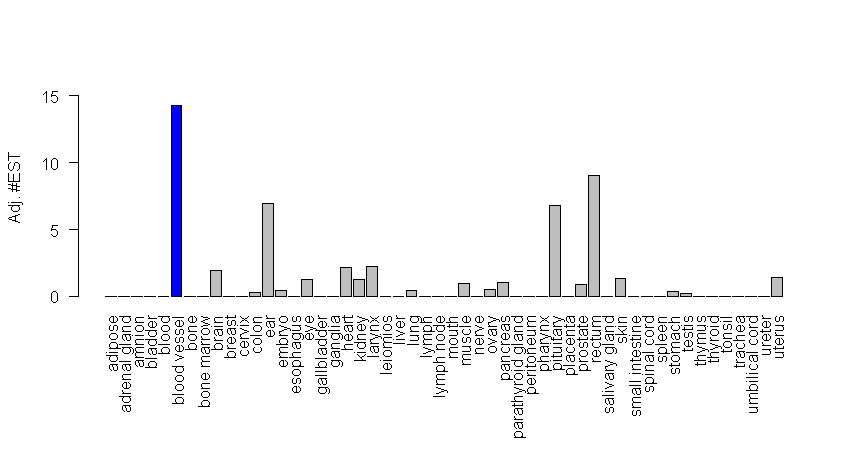 15
10
5
0
Adj. #EST
adipose
adrenal gland
amnion
bladder
blood
blood vessel
bone
bone marrow
brain
breast
cervix
colon
ear
embryo
esophagus
eye
gallbladder
ganglia
heart
kidney
larynx
leiomios
liver
lung
lymph
lymph node
mouth
muscle
nerve
ovary
pancreas
parathyroid gland
peritoneum
pharynx
pituitary
placenta
prostate
rectum
salivary gland
skin
small intestine
spinal cord
spleen
stomach
testis
thymus
thyroid
tonsil
trachea
umbilical cord
ureter
uterus